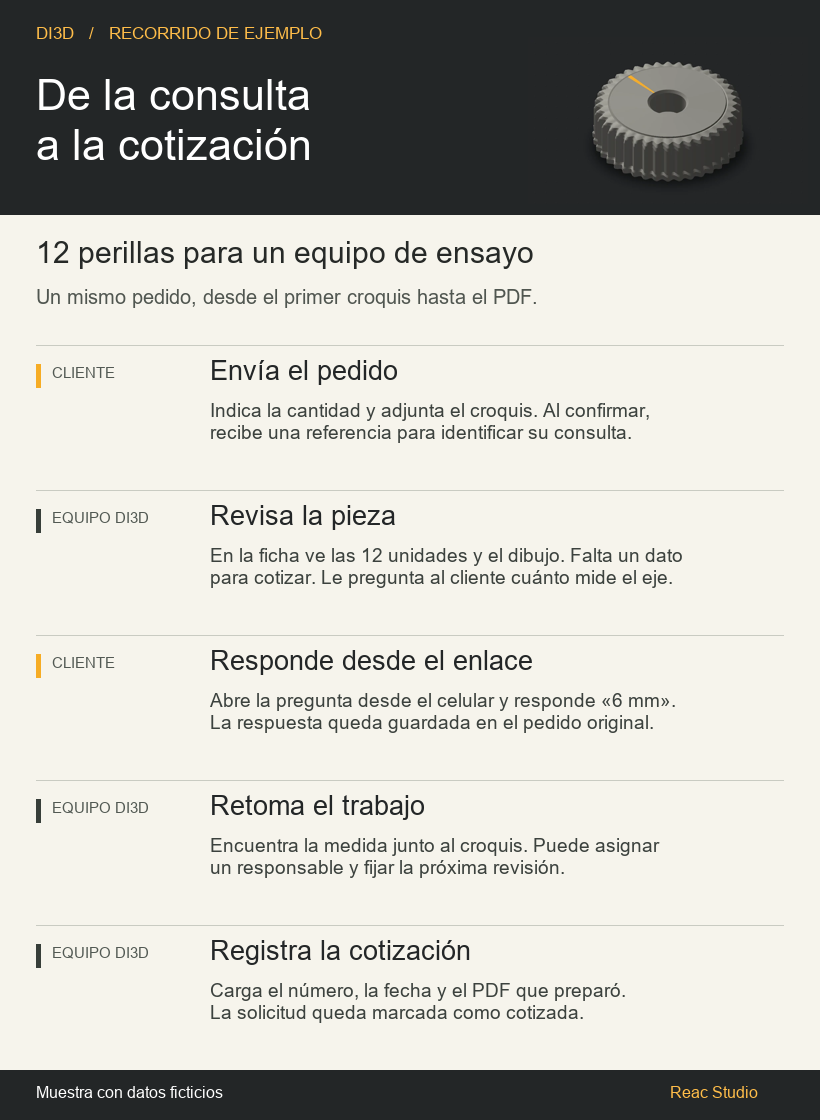 DI3D / RECORRIDO DE EJEMPLO
De la consulta
a la cotización
12 perillas para un equipo de ensayo
Un mismo pedido, desde el primer croquis hasta el PDF.
CLIENTE
Envía el pedido
Indica la cantidad y adjunta el croquis. Al confirmar,
recibe una referencia para identificar su consulta.
EQUIPO DI3D
Revisa la pieza
En la ficha ve las 12 unidades y el dibujo. Falta un dato
para cotizar. Le pregunta al cliente cuánto mide el eje.
CLIENTE
Responde desde el enlace
Abre la pregunta desde el celular y responde «6 mm».
La respuesta queda guardada en el pedido original.
EQUIPO DI3D
Retoma el trabajo
Encuentra la medida junto al croquis. Puede asignar
un responsable y fijar la próxima revisión.
EQUIPO DI3D
Registra la cotización
Carga el número, la fecha y el PDF que preparó.
La solicitud queda marcada como cotizada.
Muestra con datos ficticios
Reac Studio